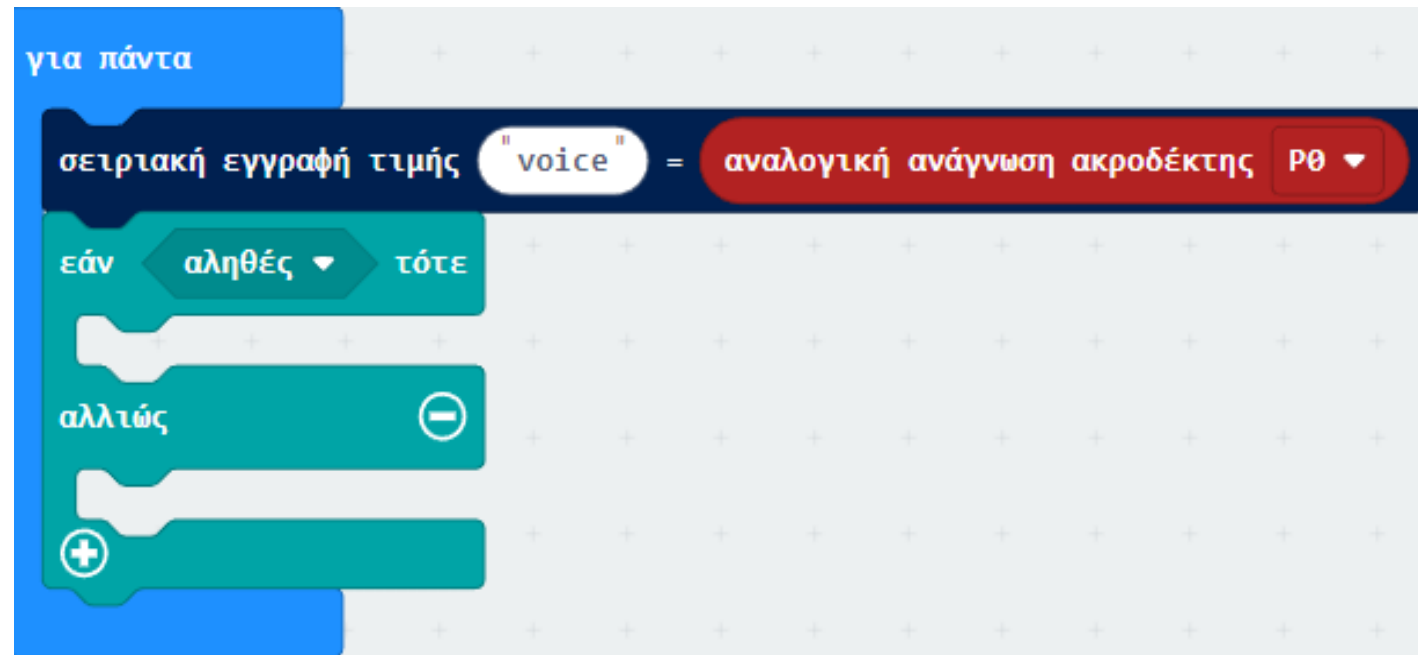 για πάντα
σειριακή εγγραφή τιμής "voice" = αναλογική ανάγνωση ακροδέκτης P0
εάν αληθές τότε
αλλιώς